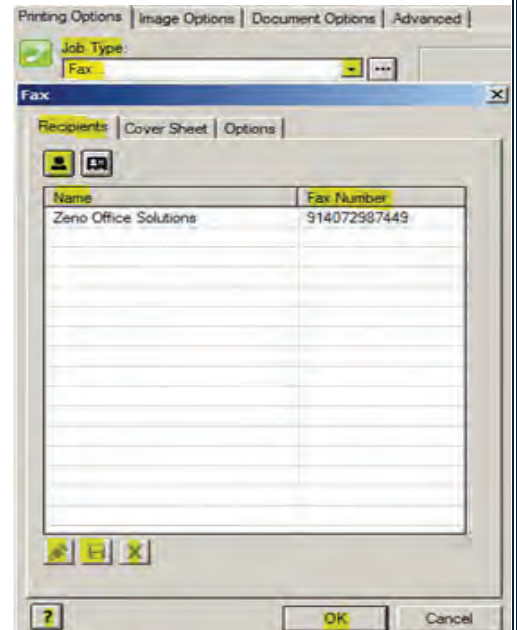 Printing Options Image Options Document Options Advanced
Job Type:
Fax ...
Fax
Recipients Cover Sheet Options
Name Fax Number
Zeno Office Solutions 914072987449
? OK Cancel